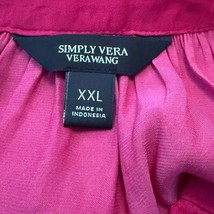 SIMPLY VERA
VERAWANG
XXL
MADE IN
INDONESIA